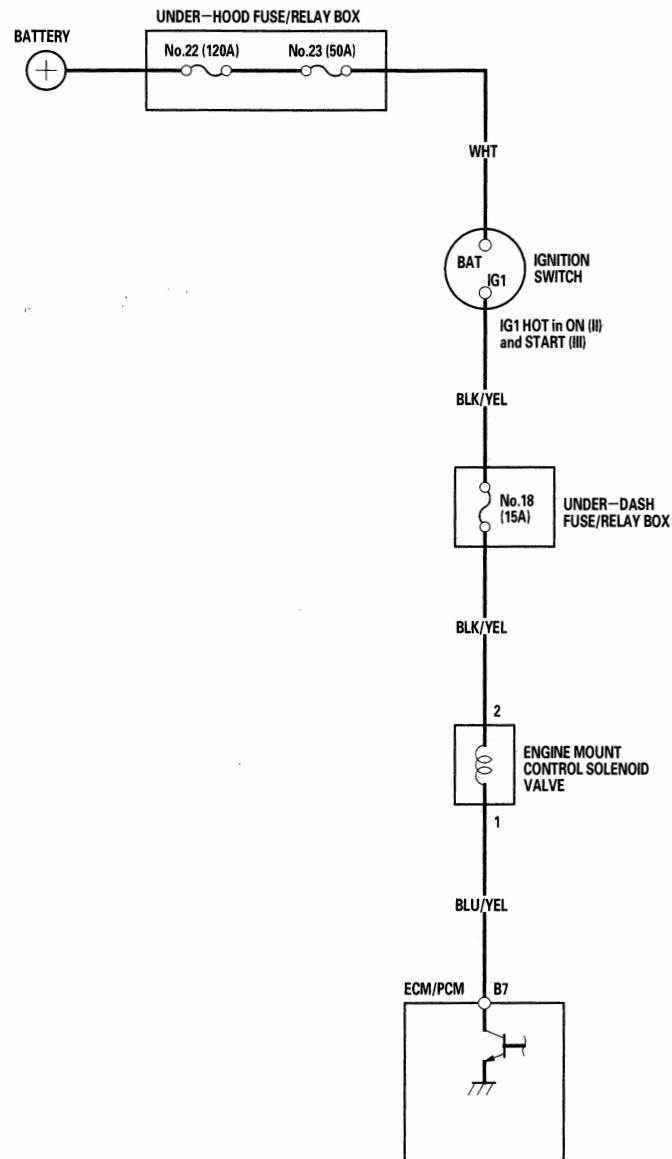 UNDER-HOOD FUSE/RELAY BOX
BATTERY
No.22 (120A)
No.23 (50A)
WHT
BAT
IG1
IGNITION
SWITCH
IG1 HOT in ON (II)
and START (III)
BLK/YEL
No.18
(15A)
UNDER-DASH
FUSE/RELAY BOX
BLK/YEL
2
ENGINE MOUNT
CONTROL SOLENOID
VALVE
1
BLU/YEL
ECM/PCM
B7